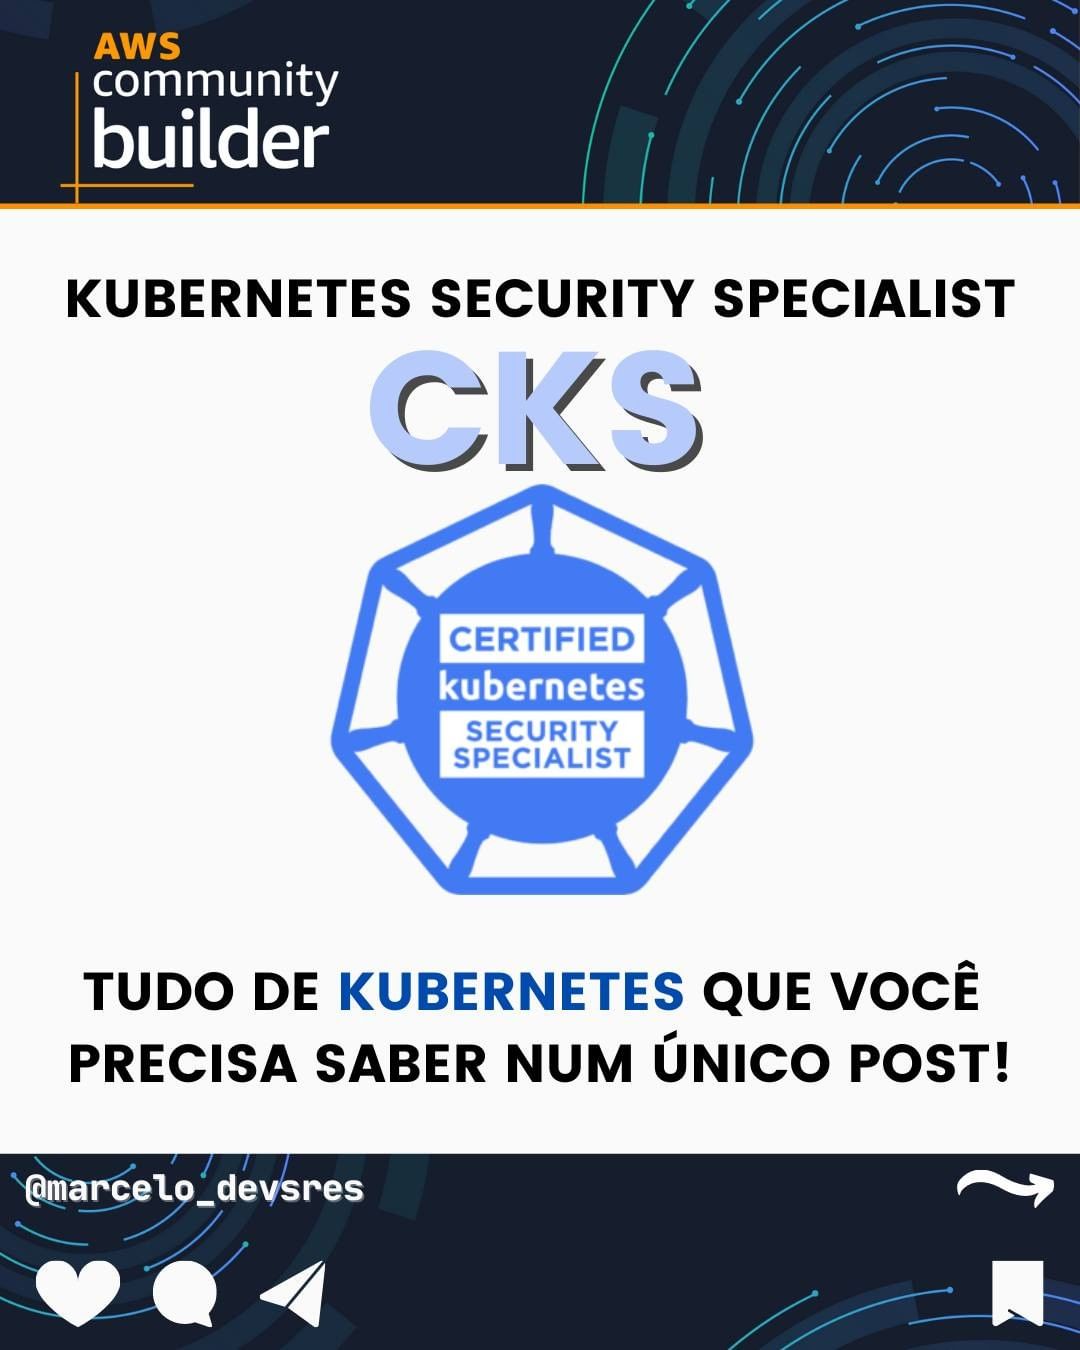 AWS
community
builder
KUBERNETES SECURITY SPECIALIST
CKS
CERTIFIED
kubernetes
SECURITY
SPECIALIST
TUDO DE KUBERNETES QUE VOCÊ
PRECISA SABER NUM ÚNICO POST!
@marcelo_devsres